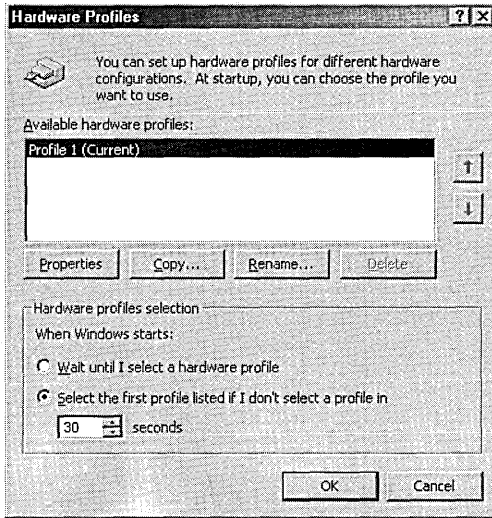 Hardware Profiles
You can set up hardware profiles for different hardware
configurations. At startup, you can choose the profile you
want to use.
Available hardware profiles:
Profile 1 (Current)
Properties
Copy...
Rename...
Delete
Hardware profiles selection
When Windows starts:
Wait until I select a hardware profile
Select the first profile listed if I don't select a profile in
30 seconds
OK
Cancel